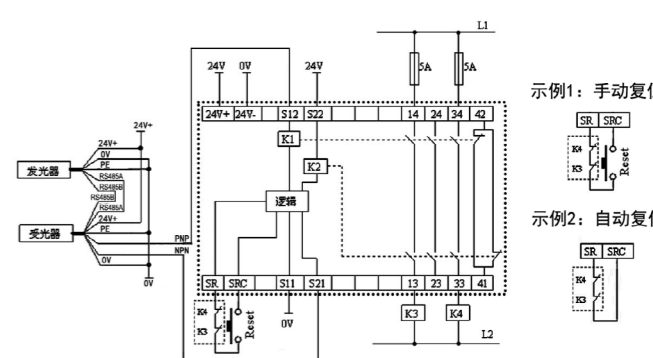 L1
24V 0V 24V 5A 5A
示例1: 手动复
24V+ 24V- S12 S22 14 24 34 42
SR SRC
24V+
K1
K4
24V+
0V
K3
Reset
PE
K2
发光器
RS485A
RS485B
逻辑
RS485B
RS485A
示例2: 自动复
24V+
受光器
PE
PNP
SR SRC
NPN
0V
K4
0V
SR SRC S11 S21 13 23 33 41
K3
K4
K3
Reset
0V
K3 K4
L2